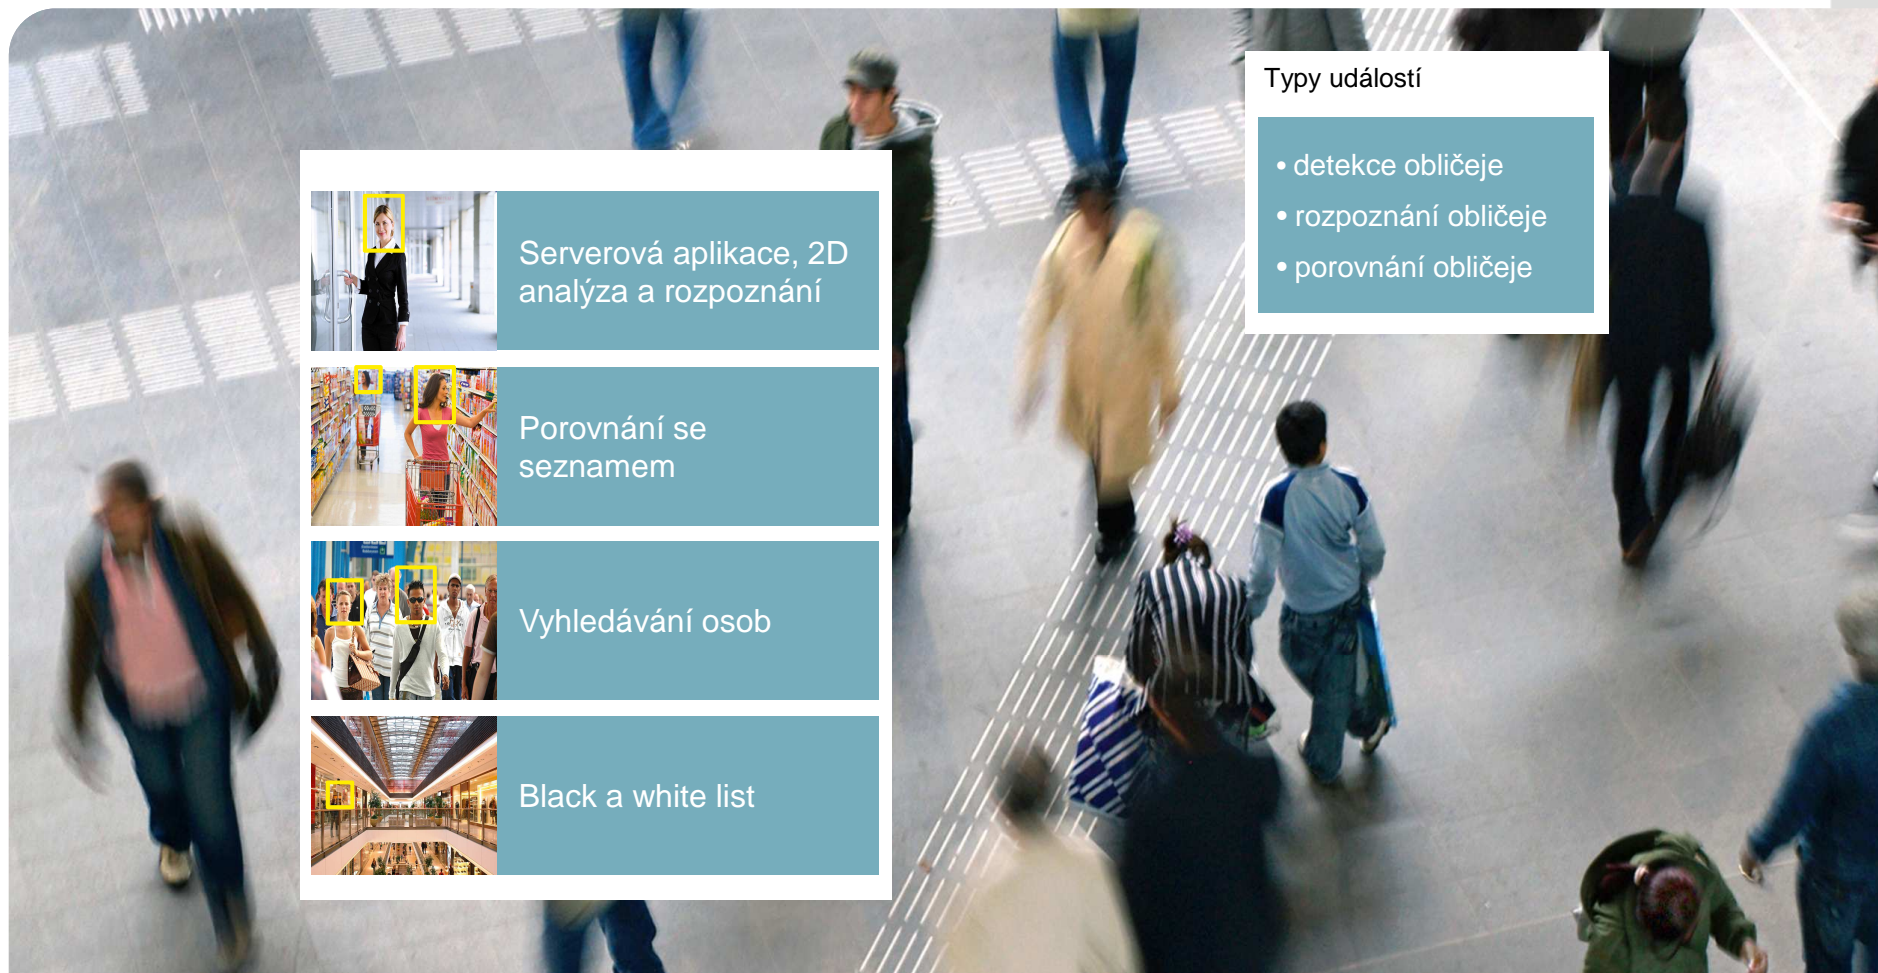 Typy událostí
• detekce obličeje
• rozpoznání obličeje
• porovnání obličeje
Serverová aplikace, 2D
analýza a rozpoznání
Porovnání se
seznamem
Vyhledávání osob
Black a white list